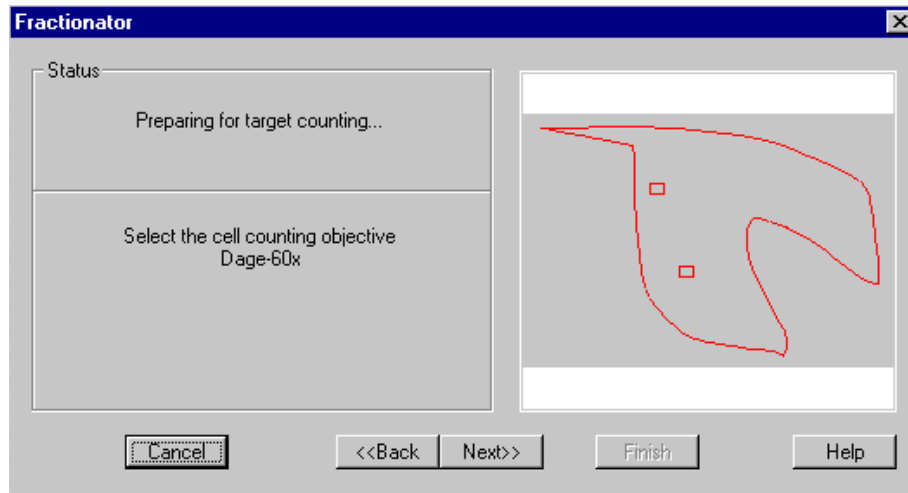 Fractionator
Status
Preparing for target counting...
Select the cell counting objective
Dage-60x
Cancel
<<Back
Next>>
Finish
Help